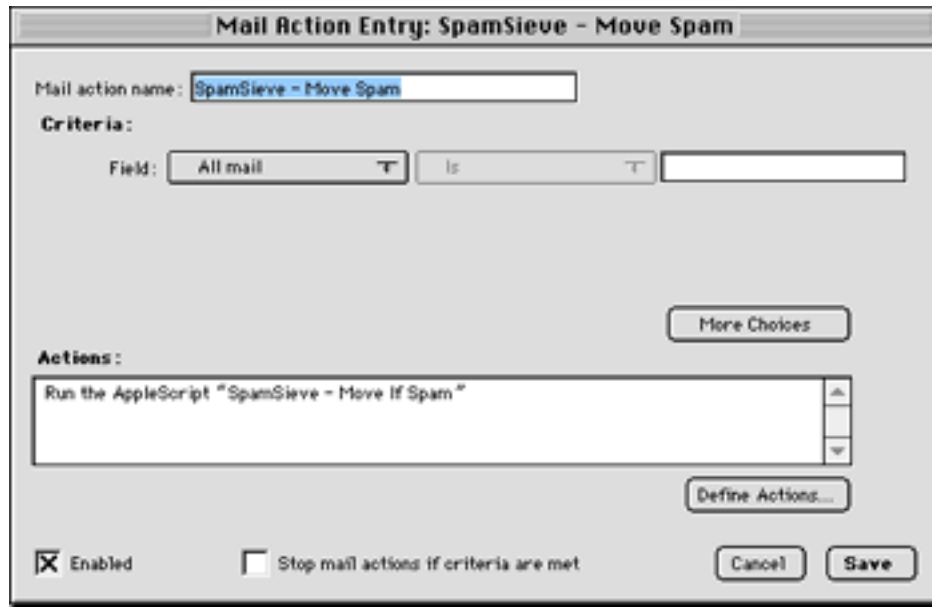 Mail Action Entry: SpamSieve - Move Spam
Mail action name: SpamSieve - Move Spam
Criteria:
Field: All mail Is
More Choices
Actions:
Run the AppleScript "SpamSieve - Move If Spam"
Define Actions...
Enabled Stop mail actions if criteria are met Cancel Save